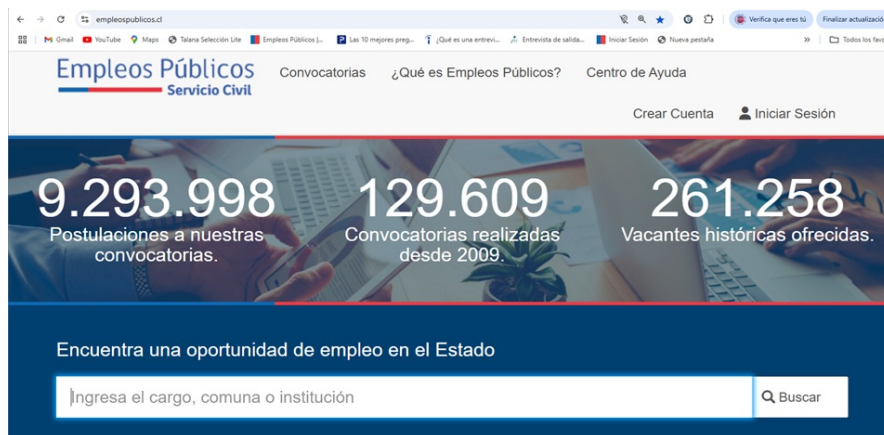 empleospublicos.cl
Verifica que eres tú
Finalizar actualizació
Gmail
YouTube
Maps
Talana Selección Lite
Empleos Públicos |...
Las 10 mejores preg...
¿Qué es una entrevi...
Entrevista de salida...
Iniciar Sesión
Nueva pestaña
»
Todos los favo
Empleos Públicos
Servicio Civil
Convocatorias
¿Qué es Empleos Públicos?
Centro de Ayuda
Crear Cuenta
Iniciar Sesión
9.293.998
Postulaciones a nuestras
convocatorias.
129.609
Convocatorias realizadas
desde 2009.
261.258
Vacantes históricas ofrecidas.
Encuentra una oportunidad de empleo en el Estado
Ingresa el cargo, comuna o institución
Buscar